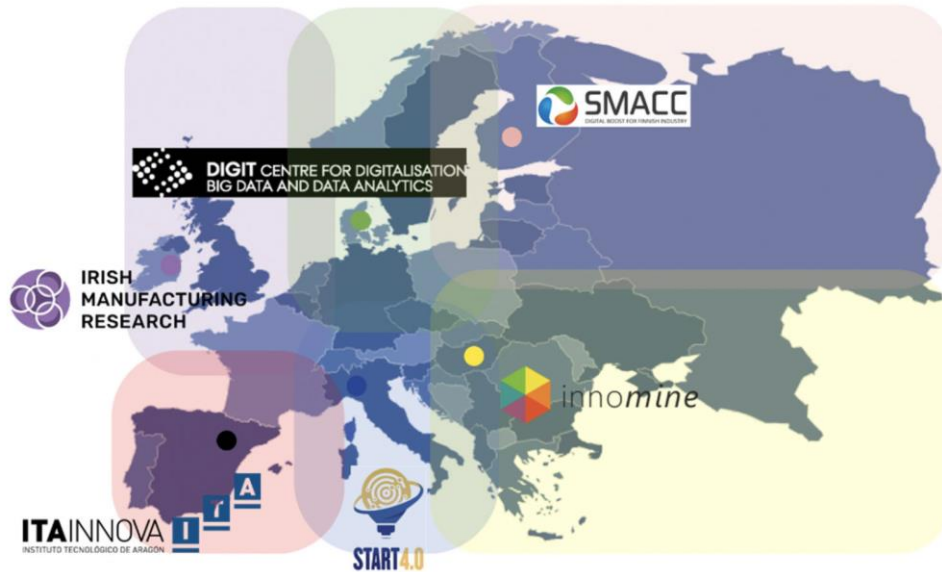 SMACC
DIGITAL BOOST FOR FINNISH INDUSTRY
DIGIT CENTRE FOR DIGITALISATION
BIG DATA AND DATA ANALYTICS
IRISH
MANUFACTURING
RESEARCH
innomine
ITA
ITAINNOVA
INSTITUTO TECNOLÓGICO DE ARAGÓN
START4.0